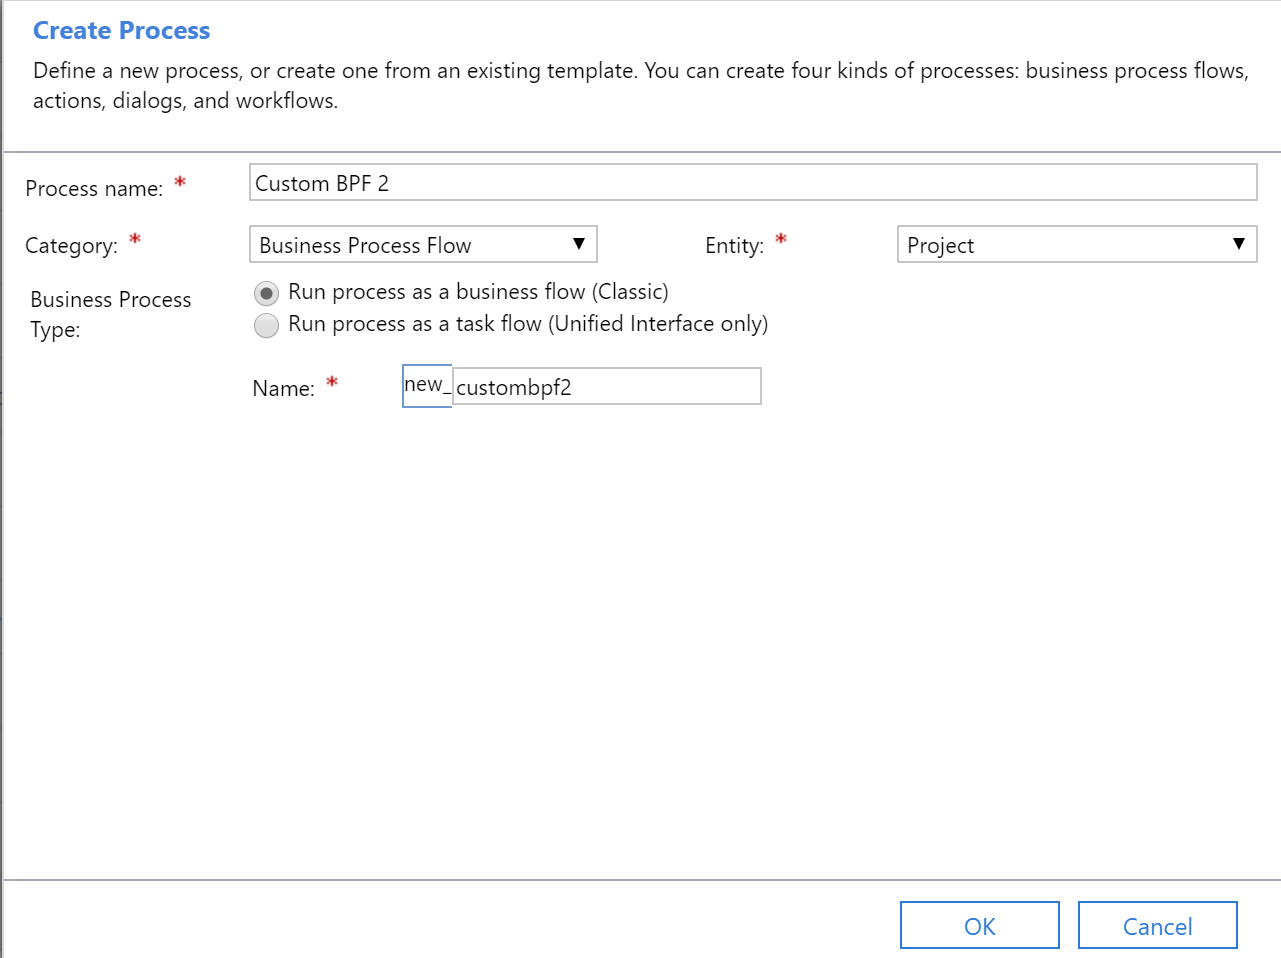 Create Process
Define a new process, or create one from an existing template. You can create four kinds of processes: business process flows,
actions, dialogs, and workflows.
Process name: *
Custom BPF 2
Category: *
Business Process Flow ▼
Entity: *
Project ▼
Business Process
Type:
Run process as a business flow (Classic)
Run process as a task flow (Unified Interface only)
Name: *
new_
custombpf2
OK
Cancel